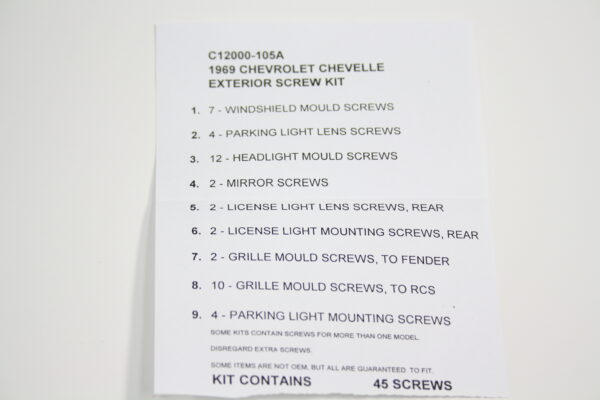 C12000-105A
1969 CHEVROLET CHEVELLE
EXTERIOR SCREW KIT
1. 7 - WINDSHIELD MOULD SCREWS
2. 4 - PARKING LIGHT LENS SCREWS
3. 12 - HEADLIGHT MOULD SCREWS
4. 2 - MIRROR SCREWS
5. 2 - LICENSE LIGHT LENS SCREWS, REAR
6. 2 - LICENSE LIGHT MOUNTING SCREWS, REAR
7. 2 - GRILLE MOULD SCREWS, TO FENDER
8. 10 - GRILLE MOULD SCREWS, TO RCS
9. 4 - PARKING LIGHT MOUNTING SCREWS
SOME KITS CONTAIN SCREWS FOR MORE THAN ONE MODEL.
DISREGARD EXTRA SCREWS.
SOME ITEMS ARE NOT OEM, BUT ALL ARE GUARANTEED TO FIT.
KIT CONTAINS 45 SCREWS